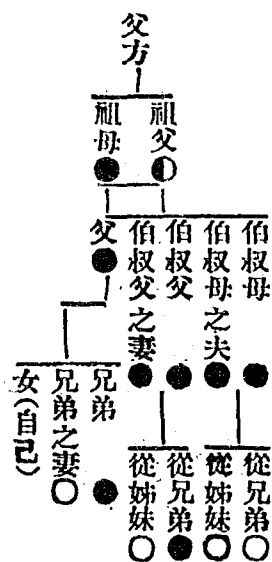 父方
祖父
祖母
伯叔母
伯叔母之夫
伯叔父
伯叔父之妻
父
從兄弟
從姊妹
從兄弟
從姊妹
兄弟
兄弟之妻
女(自己)